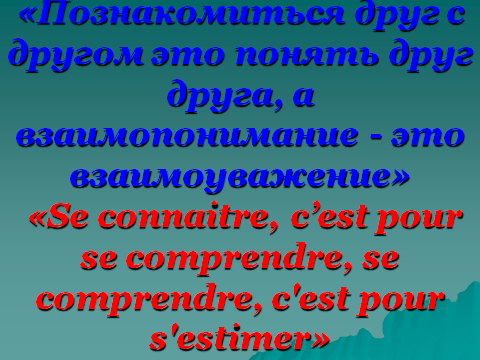 «Познакомиться друг с
другом это понять друг
друга, а
взаимопонимание - это
взаимоуважение»
«Se connaitre, c’est pour
se comprendre, se
comprendre, c'est pour
s'estimer»